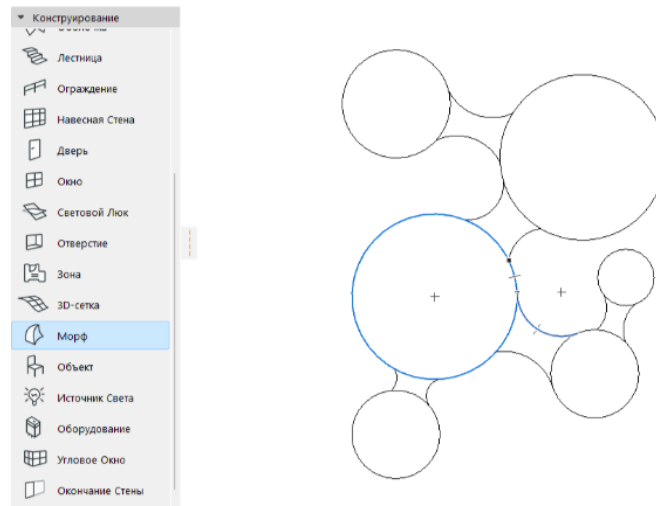 Конструирование
Лестница
Ограждение
Навесная Стена
Дверь
Окно
Световой Люк
Отверстие
Зона
3D-сетка
Морф
Объект
Источник Света
Оборудование
Угловое Окно
Окончание Стены